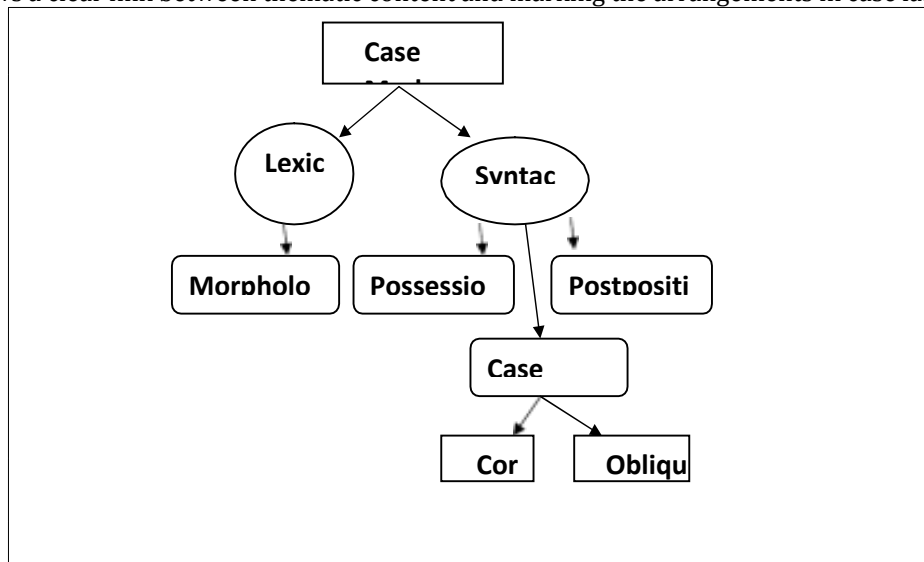 a clear link between thematic content and marking the arrangements in case
Case
Lexic
Syntac
Morpholo
Possessio
Postpositi
Case
Cor
Obliqu